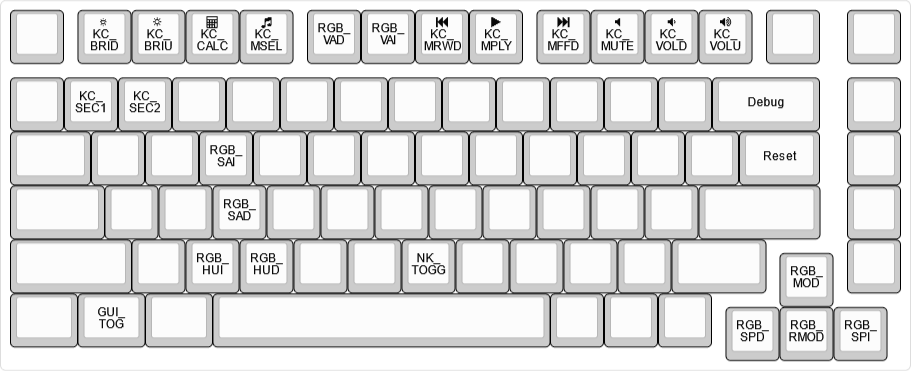 KC_
BRID
KC_
BRIU
KC_
CALC
KC_
MSEL
RGB_
VAD
RGB_
VAI
KC_
MRWD
KC_
MPLY
KC_
MFFD
KC_
MUTE
KC_
VOLD
KC_
VOLU
KC_
SEC1
KC_
SEC2
Debug
RGB_
SAI
Reset
RGB_
SAD
RGB_
HUI
RGB_
HUD
NK_
TOGG
RGB_
MOD
GUI_
TOG
RGB_
SPD
RGB_
RMOD
RGB_
SPI